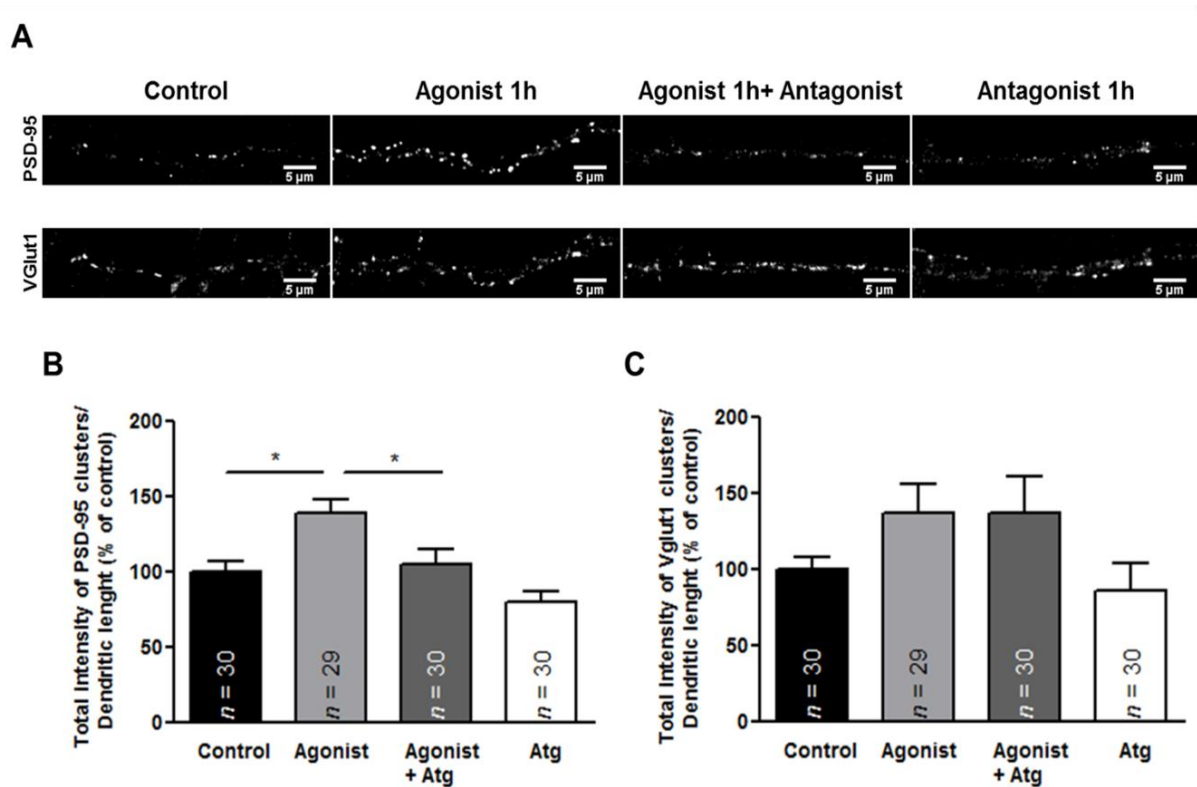 A
Control
Agonist 1h
Agonist 1h+ Antagonist
Antagonist 1h
PSD-95
5 µm
5 µm
5 µm
5 µm
VGlut1
5 µm
5 µm
5 µm
5 µm
B
Total Intensity of PSD-95 clusters/
Dendritic lenght (% of control)
200
150
100
50
0
*
*
n = 30
n = 29
n = 30
n = 30
Control
Agonist
Agonist
+ Atg
Atg
C
Total Intensity of Vglut1 clusters/
Dendritic lenght (% of control)
200
150
100
50
0
n = 30
n = 29
n = 30
n = 30
Control
Agonist
Agonist
+ Atg
Atg